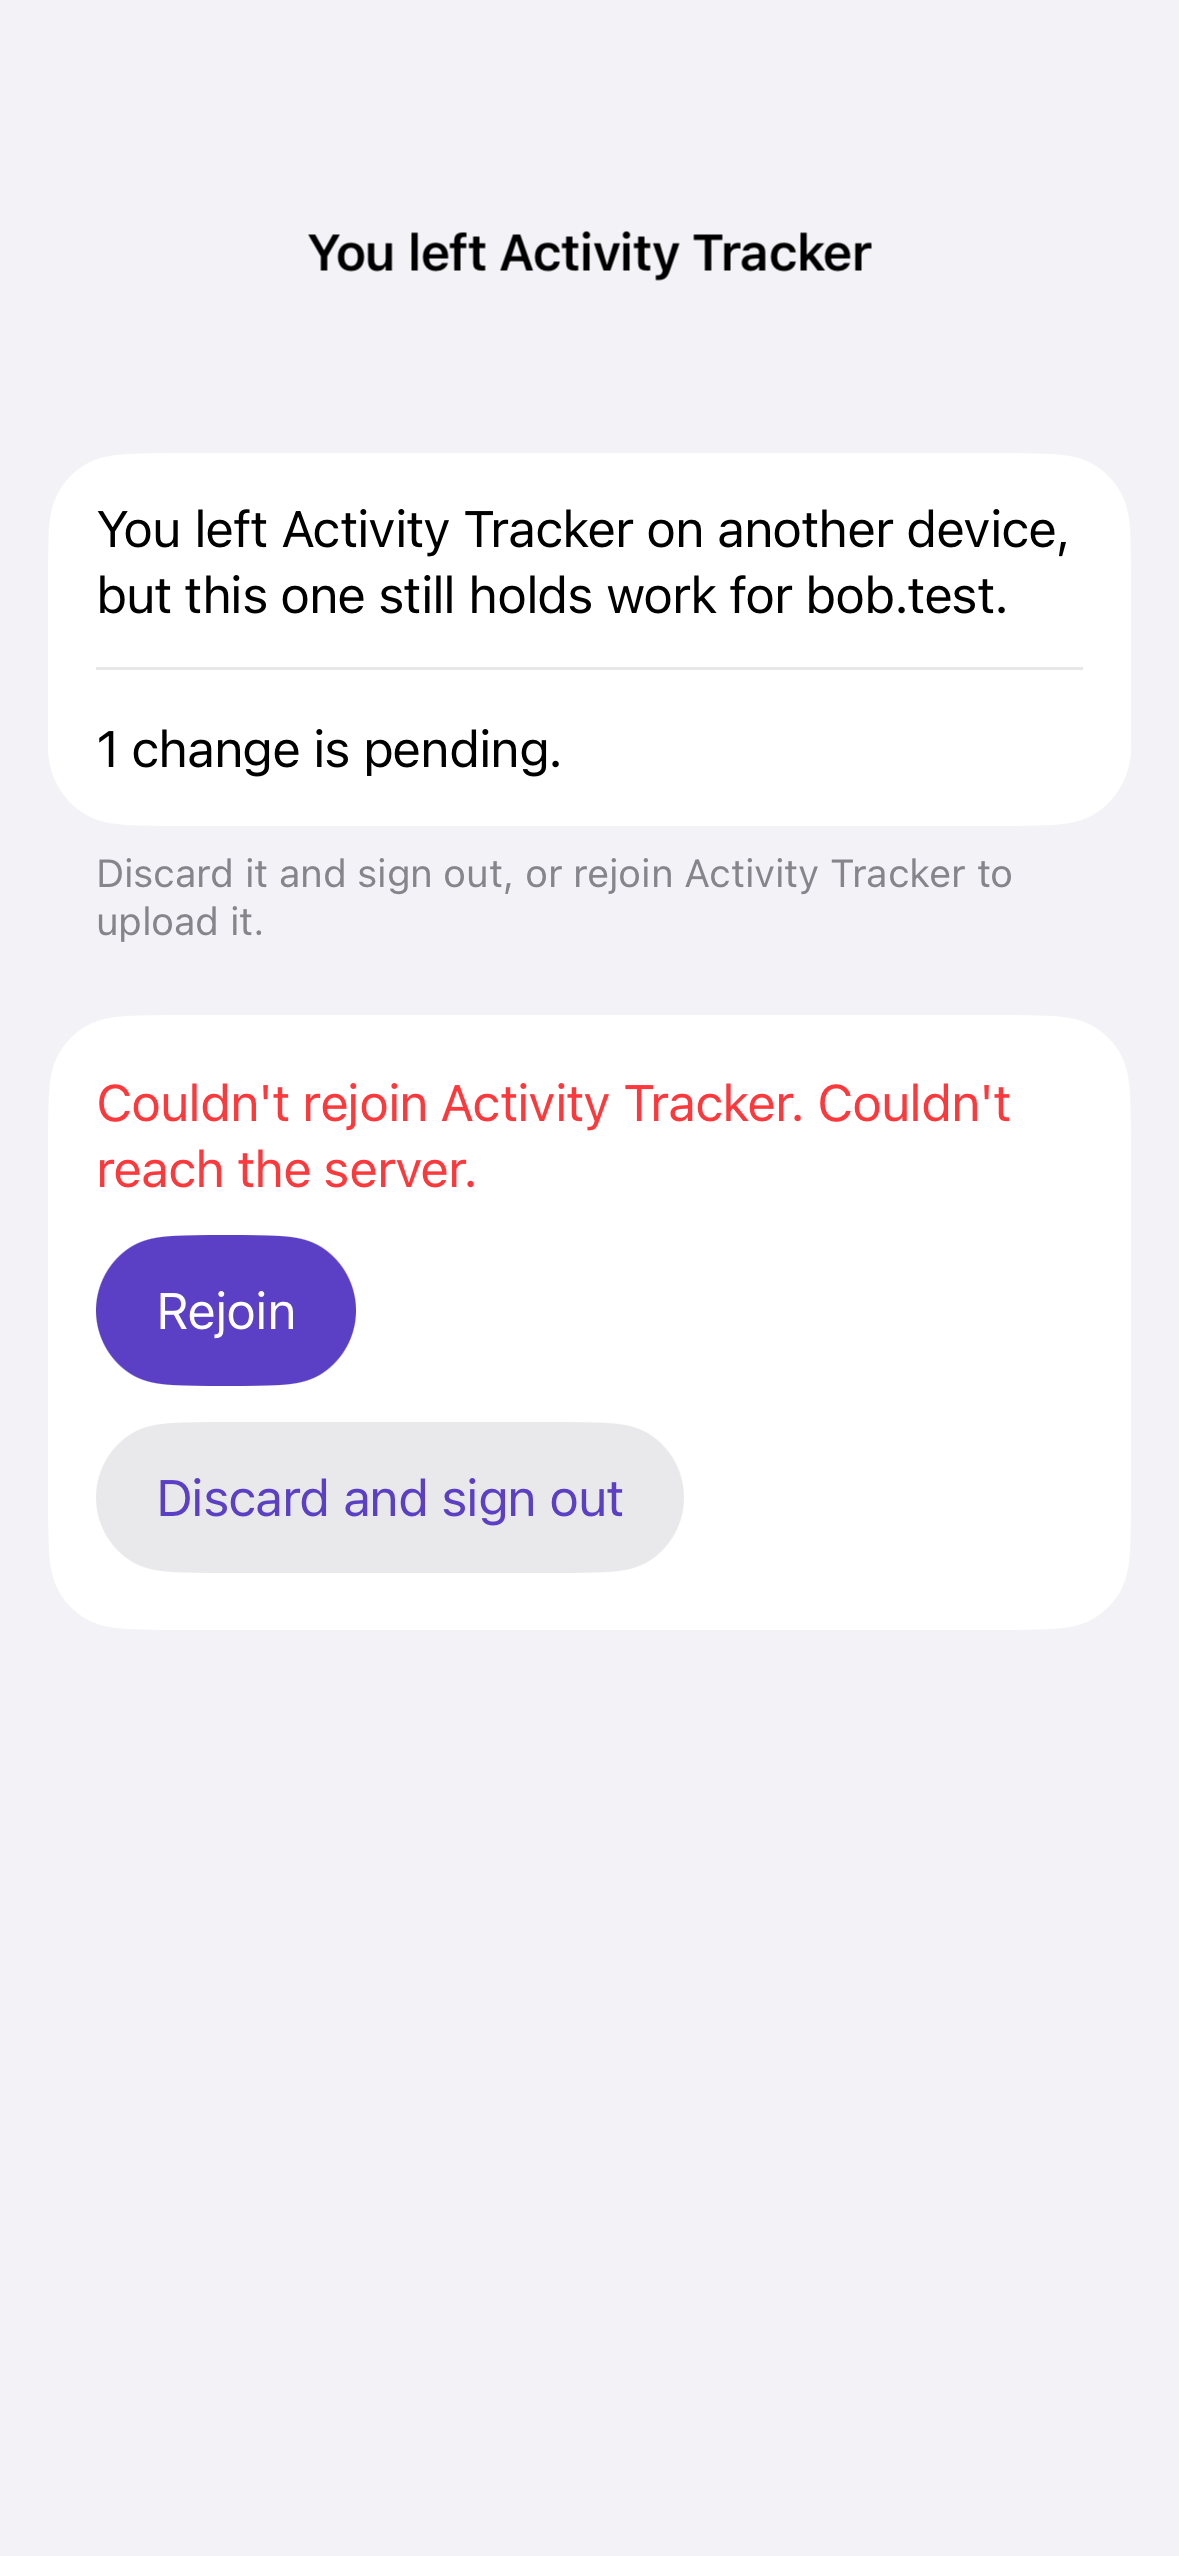 You left Activity Tracker
You left Activity Tracker on another device,
but this one still holds work for bob.test.
1 change is pending.
Discard it and sign out, or rejoin Activity Tracker to
upload it.
Couldn't rejoin Activity Tracker. Couldn't
reach the server.
Rejoin
Discard and sign out